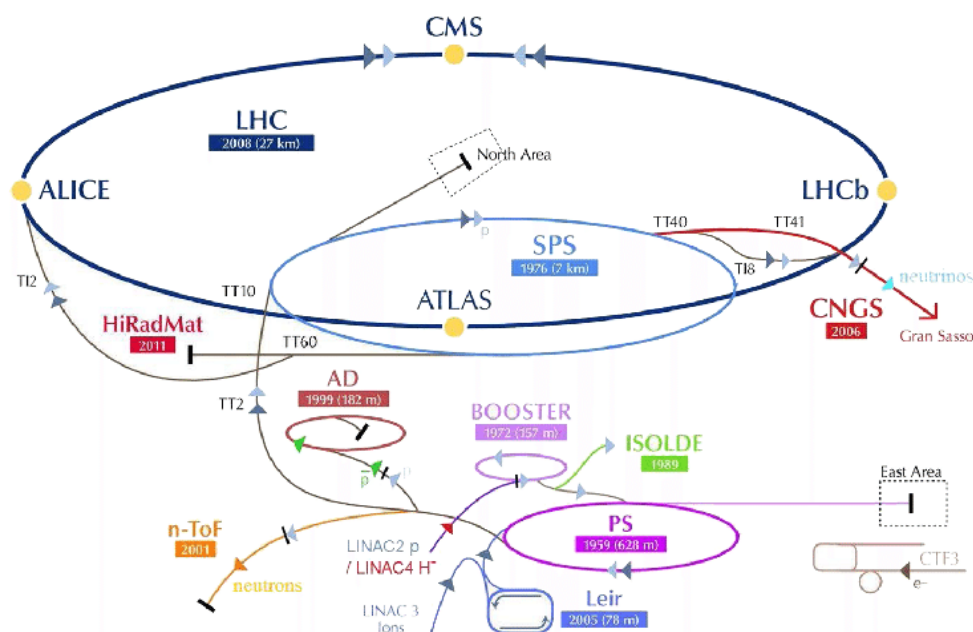 CMS
LHC
2008 (27 km)
North Area
ALICE
LHCb
TT40
TT41
p
SPS
1976 (7 km)
TI8
neutrinos
TI2
TT10
ATLAS
CNGS
2006
Gran Sasso
HiRadMat
2011
TT60
AD
1999 (182 m)
TT2
BOOSTER
1972 (157 m)
ISOLDE
1989
p̅
East Area
n-ToF
2001
PS
1959 (628 m)
LINAC2 p
/ LINAC4 H⁻
neutrons
CTF3
e-
LINAC 3
Ions
Leir
2005 (78 m)